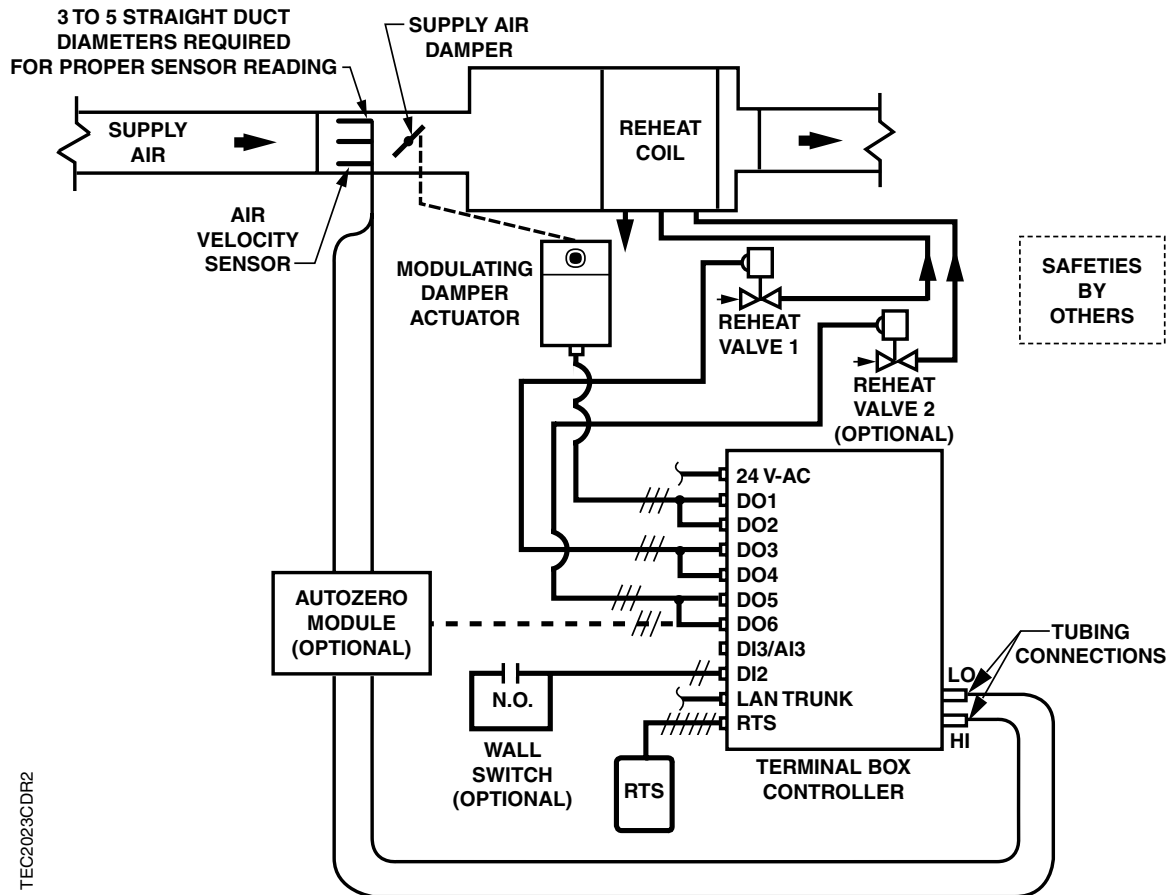 3 TO 5 STRAIGHT DUCT
DIAMETERS REQUIRED
FOR PROPER SENSOR READING
SUPPLY AIR
DAMPER
SUPPLY
AIR
REHEAT
COIL
AIR
VELOCITY
SENSOR
MODULATING
DAMPER
ACTUATOR
REHEAT
VALVE 1
SAFETIES
BY
OTHERS
REHEAT
VALVE 2
(OPTIONAL)
24 V-AC
DO1
DO2
DO3
DO4
DO5
DO6
DI3/AI3
DI2
LAN TRUNK
RTS
AUTOZERO
MODULE
(OPTIONAL)
N.O.
WALL
SWITCH
(OPTIONAL)
RTS
TUBING
CONNECTIONS
LO
HI
TERMINAL BOX
CONTROLLER
TEC2023CDR2